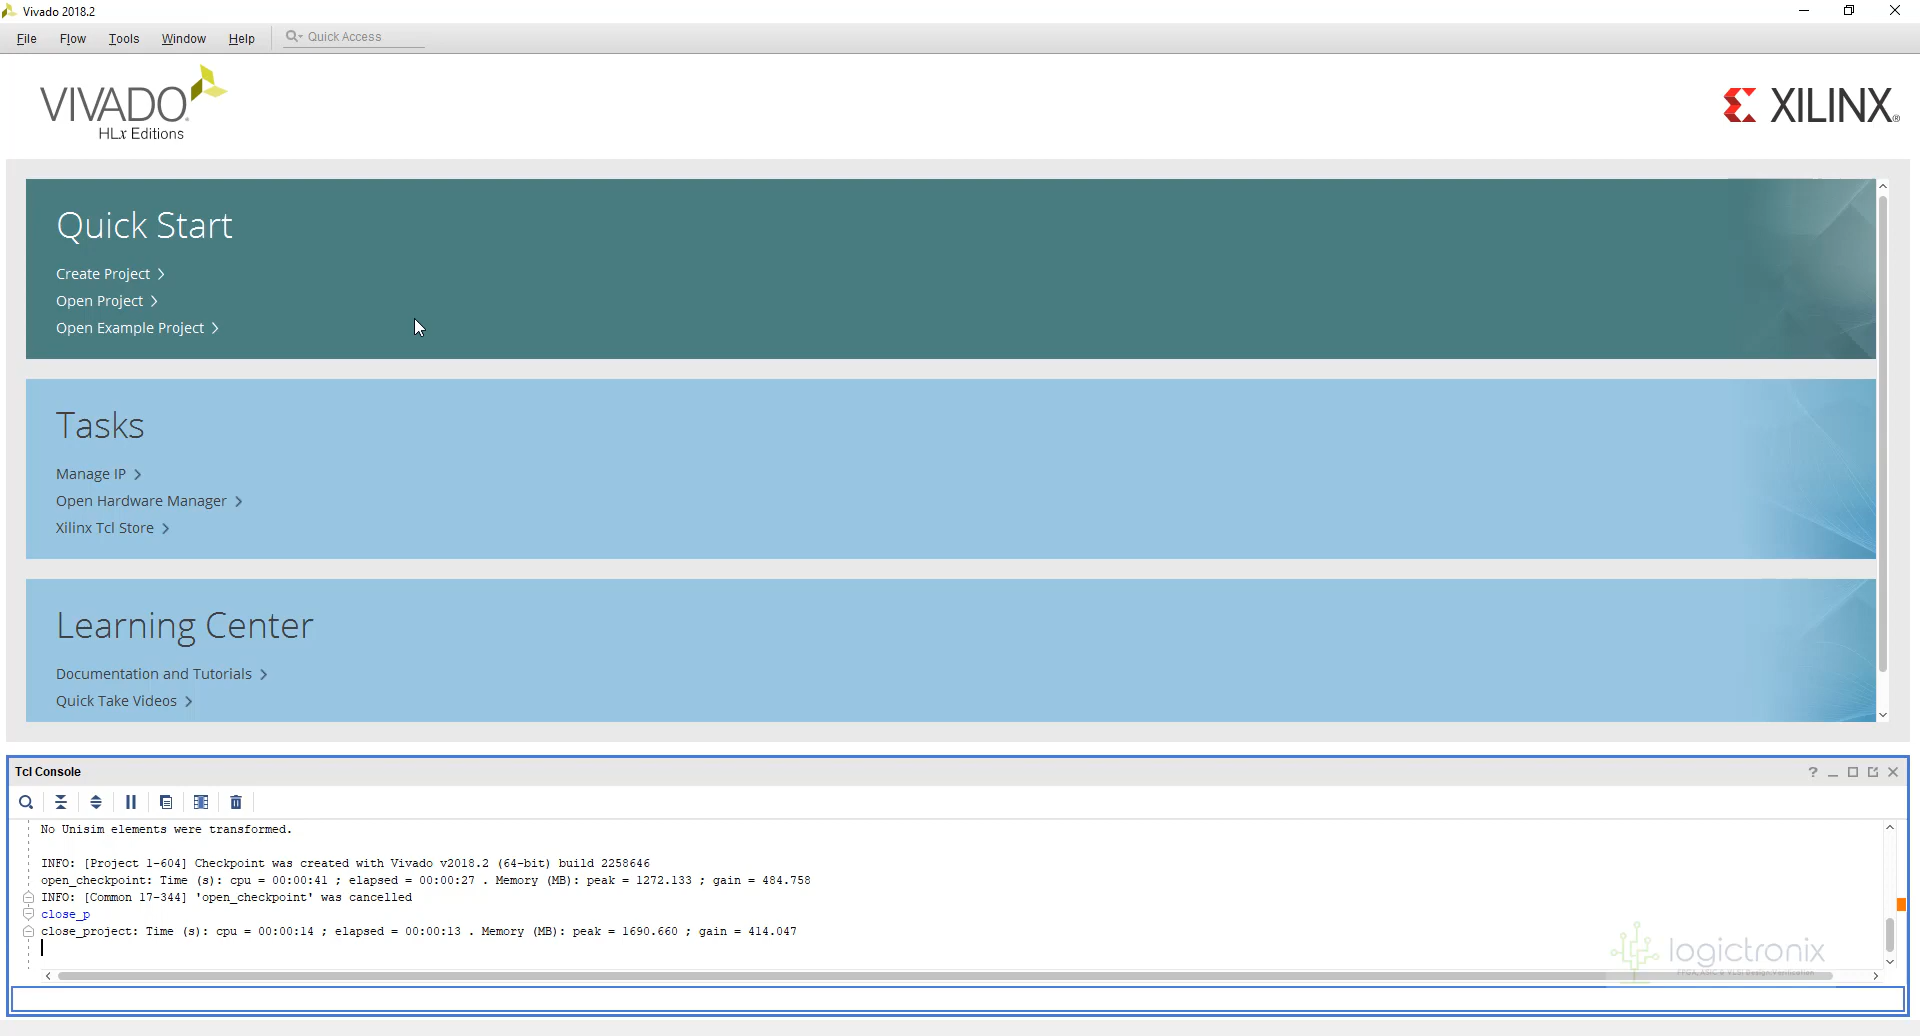 Vivado 2018.2
File Flow Tools Window Help Quick Access
VIVADO
HLx Editions
XILINX
Quick Start
Create Project
Open Project
Open Example Project
Tasks
Manage IP
Open Hardware Manager
Xilinx Tcl Store
Learning Center
Documentation and Tutorials
Quick Take Videos
Tcl Console
No Unisim elements were transformed.
INFO: [Project 1-604] Checkpoint was created with Vivado v2018.2 (64-bit) build 2258646
open_checkpoint: Time (s): cpu = 00:00:41 ; elapsed = 00:00:27 . Memory (MB): peak = 1272.133 ; gain = 484.758
INFO: [Common 17-344] 'open_checkpoint' was cancelled
close_p
close_project: Time (s): cpu = 00:00:14 ; elapsed = 00:00:13 . Memory (MB): peak = 1690.660 ; gain = 414.047
logictronix
FPGA, ASIC & VLSI Design/Verification